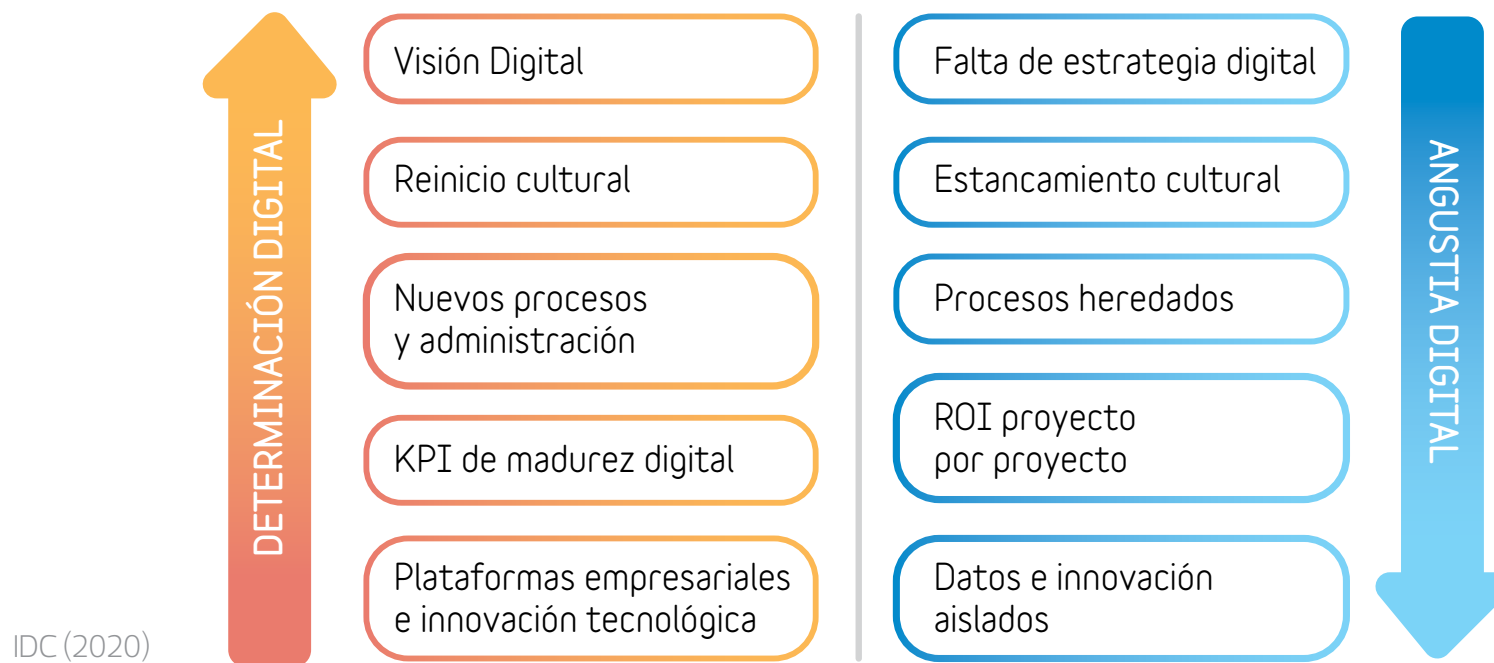 DETERMINACIÓN DIGITAL
Visión Digital
Reinicio cultural
Nuevos procesos
y administración
KPI de madurez digital
Plataformas empresariales
e innovación tecnológica
Falta de estrategia digital
Estancamiento cultural
Procesos heredados
ROI proyecto
por proyecto
Datos e innovación
aislados
ANGUSTIA DIGITAL
IDC (2020)